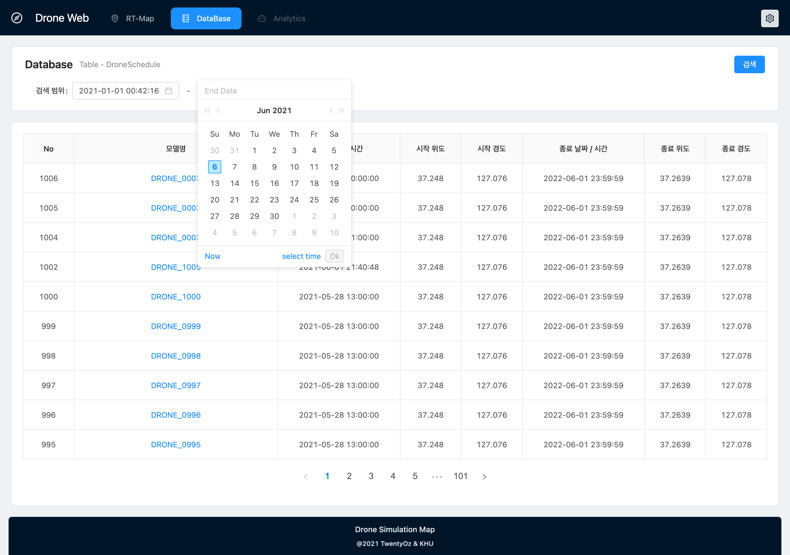 Drone Web RT-Map DataBase Analytics
Database Table - DroneSchedule 검색
검색 범위: 2021-01-01 00:42:16 - End Date
« ‹ Jun 2021 › »
Su Mo Tu We Th Fr Sa
30 31 1 2 3 4 5
6 7 8 9 10 11 12
13 14 15 16 17 18 19
20 21 22 23 24 25 26
27 28 29 30 1 2 3
4 5 6 7 8 9 10
Now select time Ok
No 모델명 시간 시작 위도 시작 경도 종료 날짜 / 시간 종료 위도 종료 경도
1006 37.248 127.076 2022-06-01 23:59:59 37.2639 127.078
1005 37.248 127.076 2022-06-01 23:59:59 37.2639 127.078
1004 37.248 127.076 2022-06-01 23:59:59 37.2639 127.078
1002 DRONE_1005 2021-06-01 21:40:48 37.248 127.076 2022-06-01 23:59:59 37.2639 127.078
1000 DRONE_1000 2021-05-28 13:00:00 37.248 127.076 2022-06-01 23:59:59 37.2639 127.078
999 DRONE_0999 2021-05-28 13:00:00 37.248 127.076 2022-06-01 23:59:59 37.2639 127.078
998 DRONE_0998 2021-05-28 13:00:00 37.248 127.076 2022-06-01 23:59:59 37.2639 127.078
997 DRONE_0997 2021-05-28 13:00:00 37.248 127.076 2022-06-01 23:59:59 37.2639 127.078
996 DRONE_0996 2021-05-28 13:00:00 37.248 127.076 2022-06-01 23:59:59 37.2639 127.078
995 DRONE_0995 2021-05-28 13:00:00 37.248 127.076 2022-06-01 23:59:59 37.2639 127.078
‹ 1 2 3 4 5 ••• 101 ›
Drone Simulation Map
@2021 TwentyOz & KHU